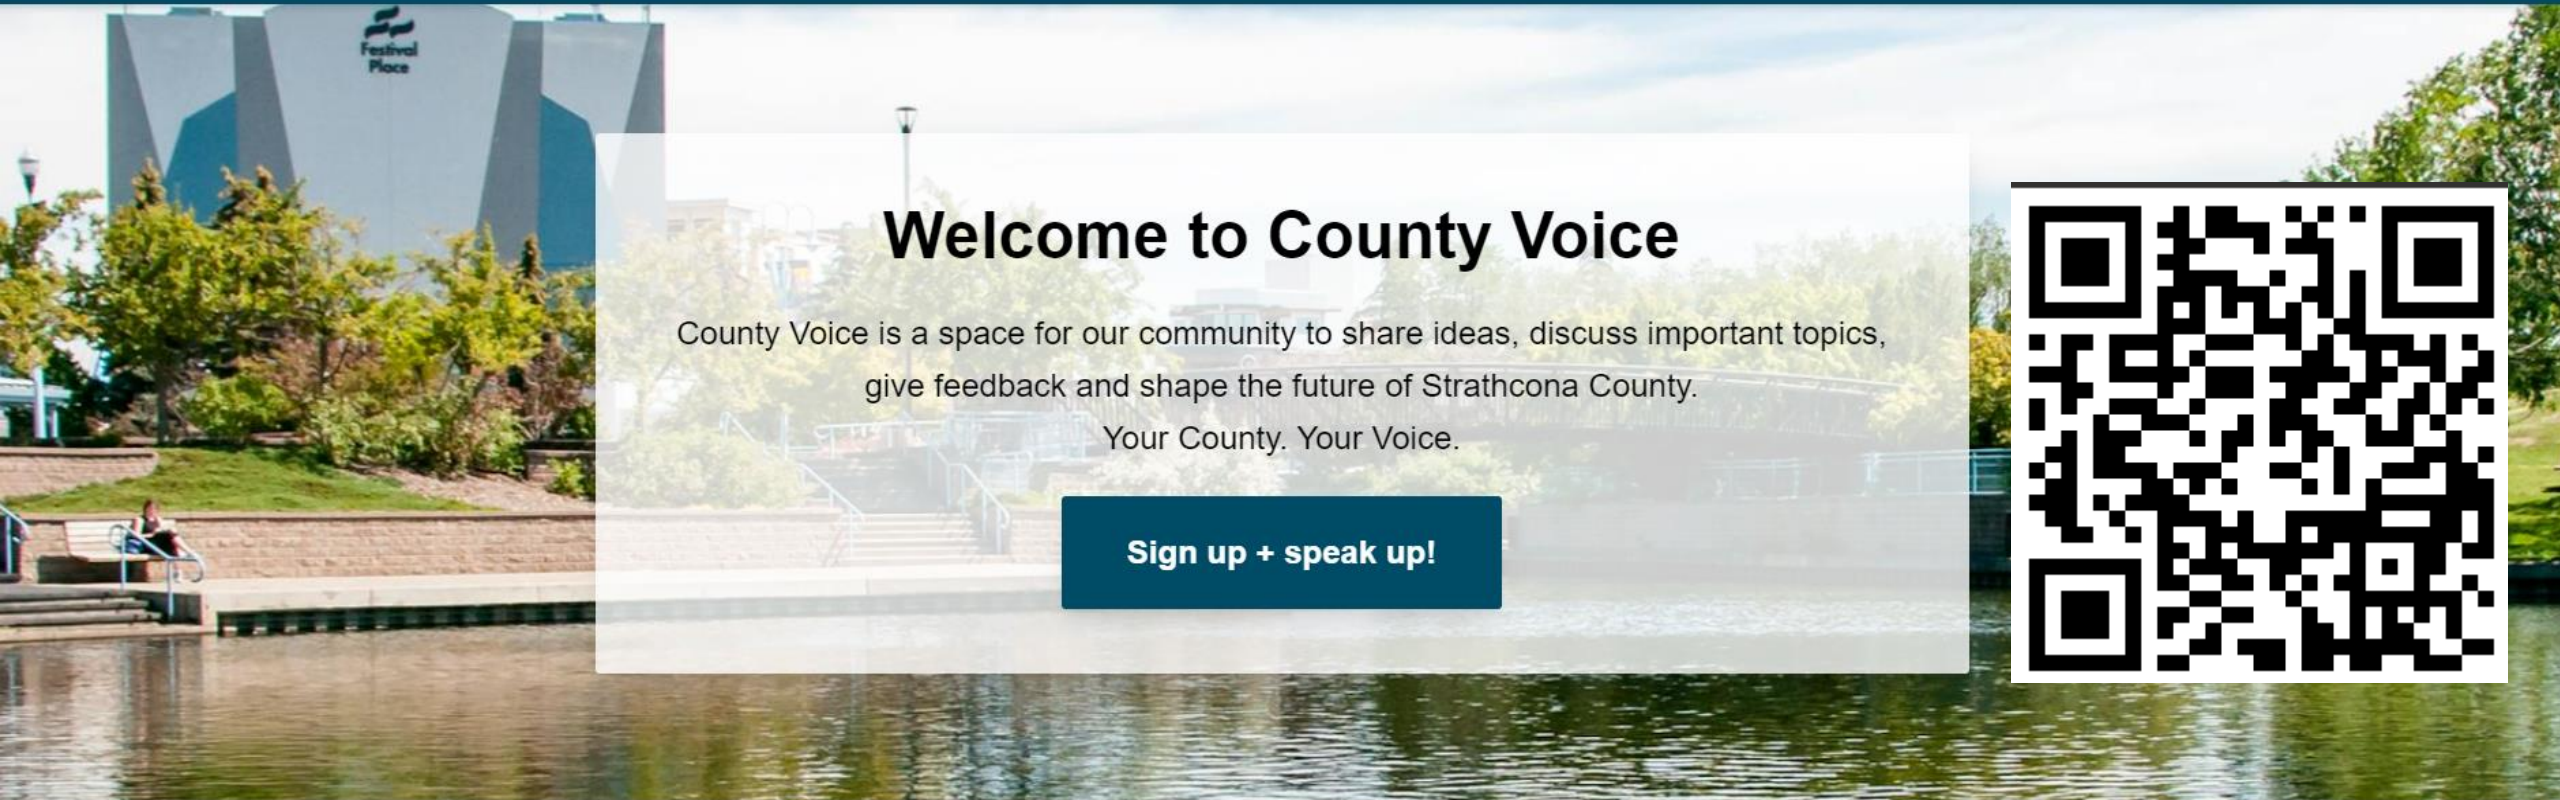 Festival
Place
Welcome to County Voice
County Voice is a space for our community to share ideas, discuss important topics,
give feedback and shape the future of Strathcona County.
Your County. Your Voice.
Sign up + speak up!